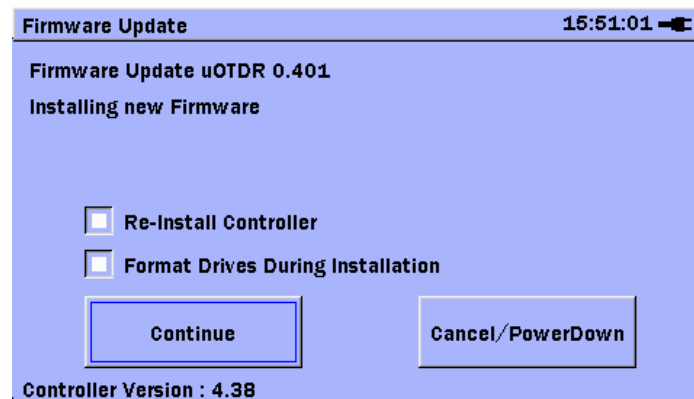 Firmware Update 15:51:01
Firmware Update uOTDR 0.401
Installing new Firmware
Re-Install Controller
Format Drives During Installation
Continue Cancel/PowerDown
Controller Version : 4.38